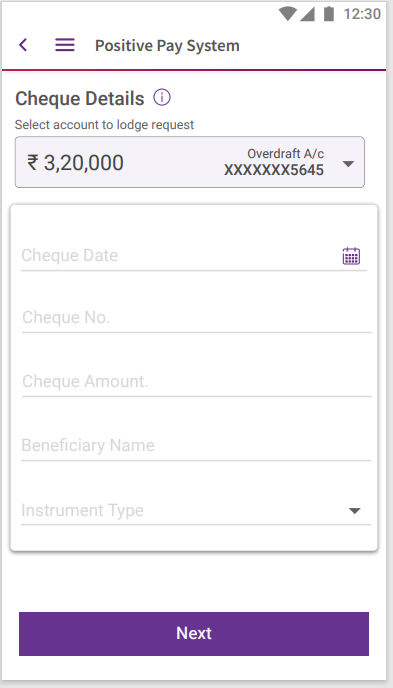 12:30
Positive Pay System
Cheque Details
Select account to lodge request
₹ 3,20,000
Overdraft A/c
XXXXXXX5645
Cheque Date
Cheque No.
Cheque Amount.
Beneficiary Name
Instrument Type
Next